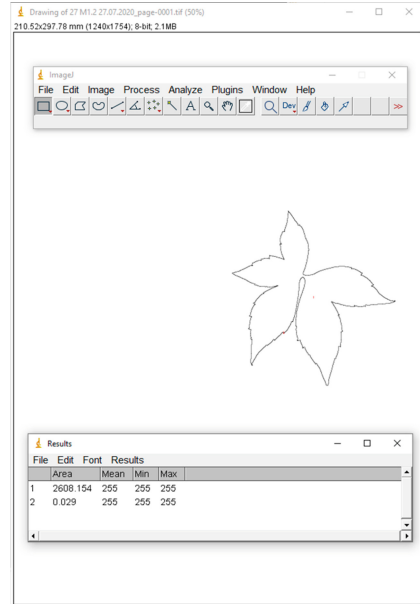 Drawing of 27 M1.2 27.07.2020_page-0001.tif (50%)
210.52x297.78 mm (1240x1754); 8-bit; 2.1MB
ImageJ
File Edit Image Process Analyze Plugins Window Help
A Dev >>
Results
File Edit Font Results
Area Mean Min Max
1 2608.154 255 255 255
2 0.029 255 255 255